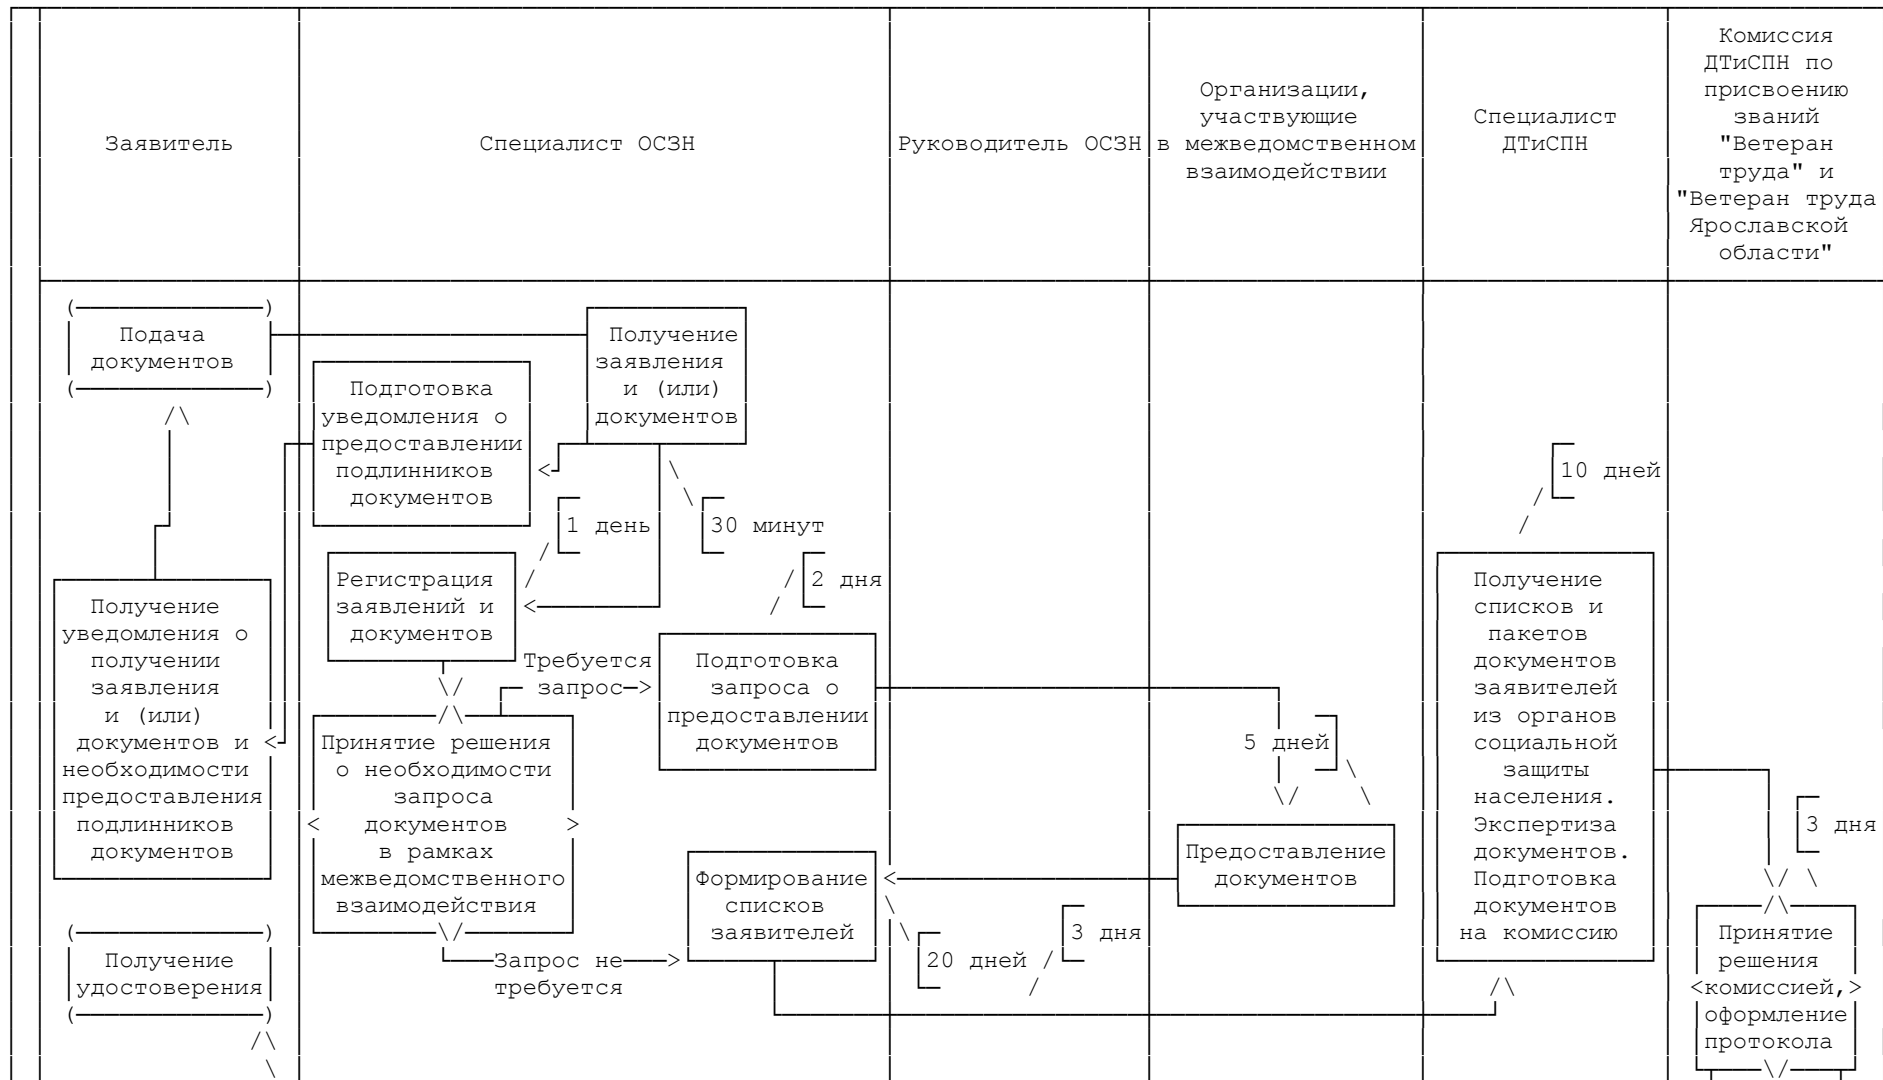 Заявитель
Специалист ОСЗН
Руководитель ОСЗН
Организации,
участвующие
в межведомственном
взаимодействии
Специалист
ДТиСПН
Комиссия
ДТиСПН по
присвоению
званий
"Ветеран
труда" и
"Ветеран труда
Ярославской
области"
Подача
документов
Получение
заявления
и (или)
документов
Подготовка
уведомления о
предоставлении
подлинников
документов
1 день
30 минут
10 дней
Регистрация
заявлений и
документов
2 дня
Получение
уведомления о
получении
заявления
и (или)
документов и
необходимости
предоставления
подлинников
документов
Требуется
запрос
Подготовка
запроса о
предоставлении
документов
5 дней
Получение
списков и
пакетов
документов
заявителей
из органов
социальной
защиты
населения.
Экспертиза
документов.
Подготовка
документов
на комиссию
3 дня
Принятие решения
о необходимости
запроса
документов
в рамках
межведомственного
взаимодействия
Предоставление
документов
Формирование
списков
заявителей
20 дней
3 дня
Запрос не
требуется
Получение
удостоверения
Принятие
решения
комиссией,
оформление
протокола